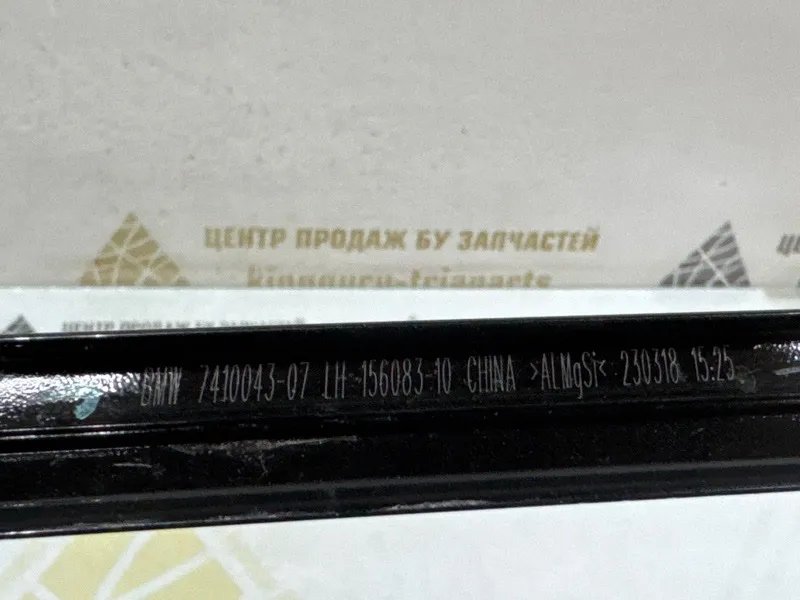 ЦЕНТР ПРОДАЖ БУ ЗАПЧАСТЕЙ
BMW 7410043-07 LH 156083-10 CHINA >ALMgSi< 230318 15:25